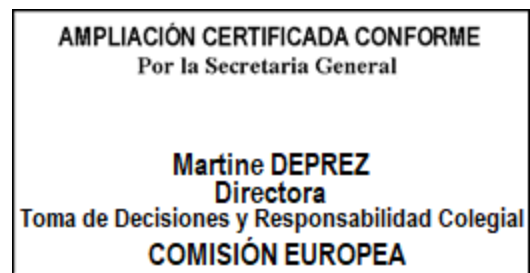 AMPLIACIÓN CERTIFICADA CONFORME
Por la Secretaria General
Martine DEPREZ
Directora
Toma de Decisiones y Responsabilidad Colegial
COMISIÓN EUROPEA